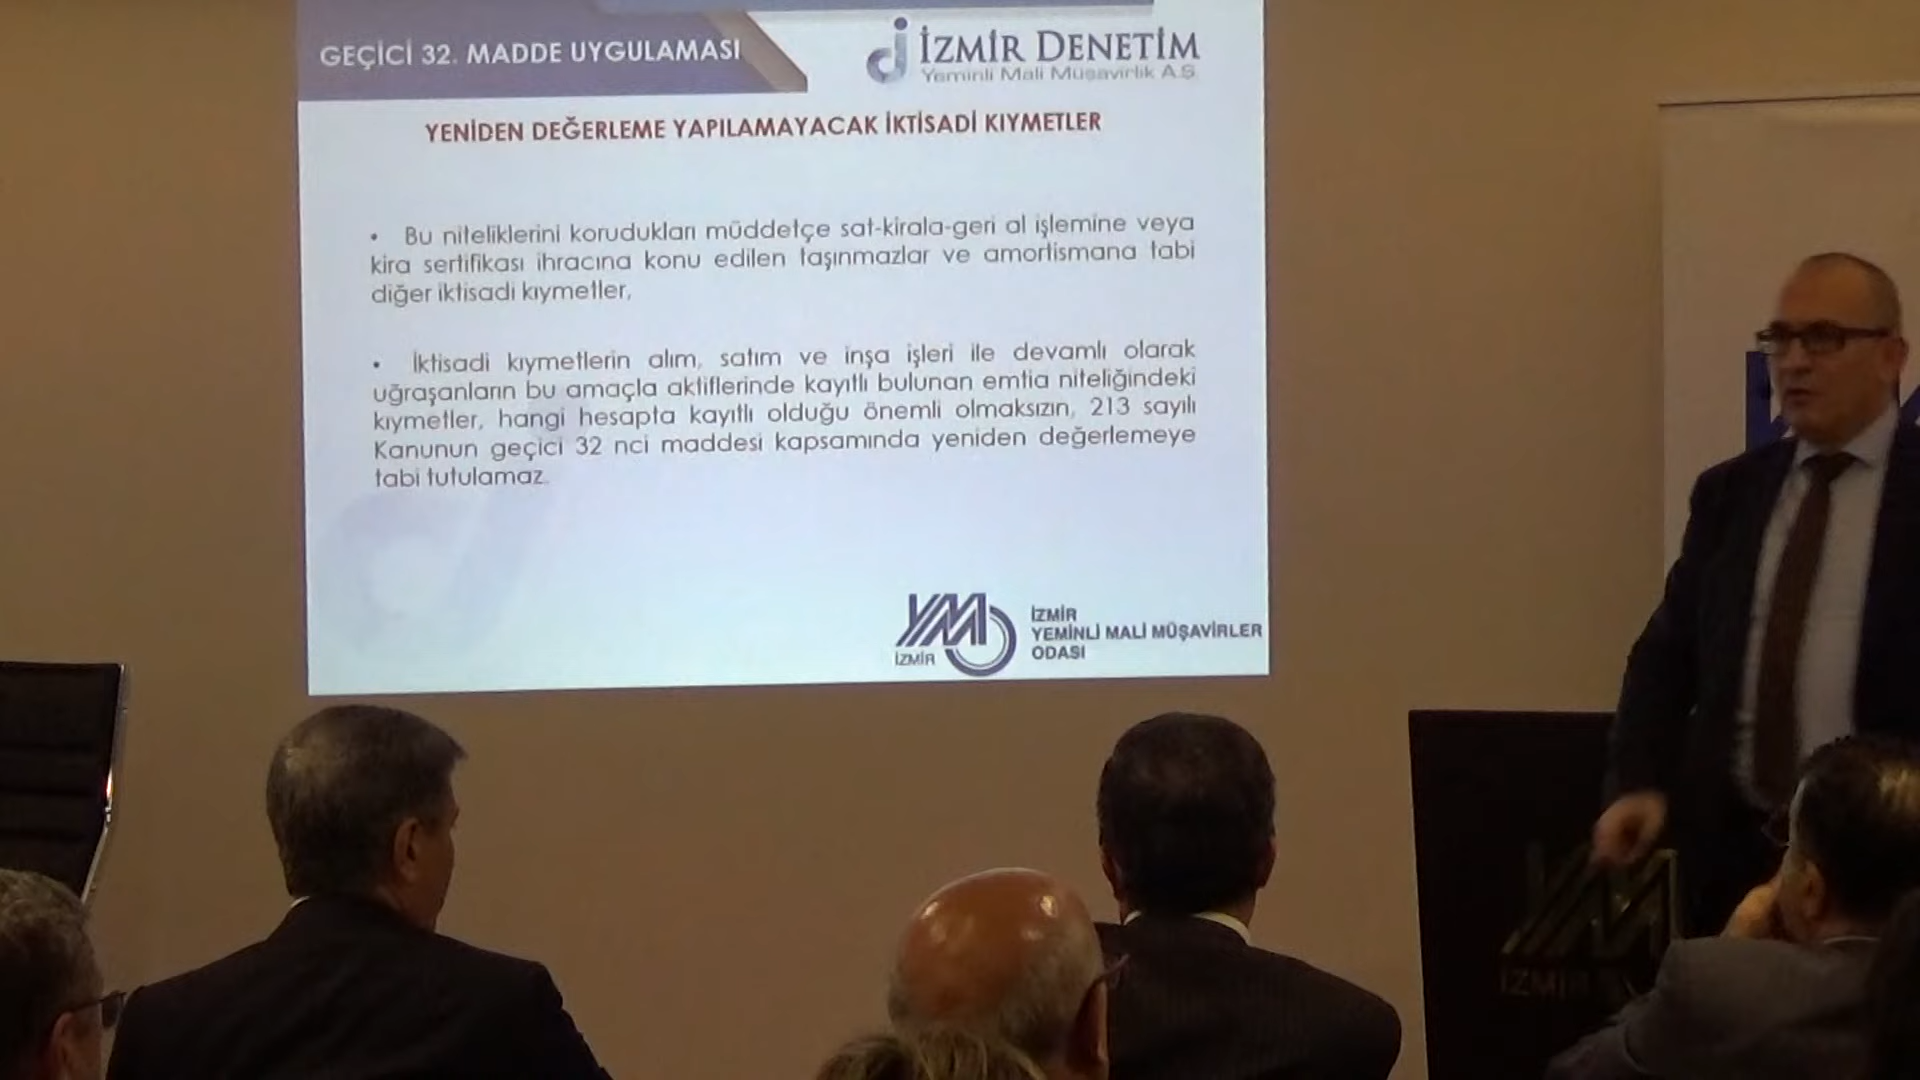 GEÇİCİ 32. MADDE UYGULAMASI
İZMİR DENETİM
Yeminli Mali Müşavirlik A.Ş.
YENİDEN DEĞERLEME YAPILAMAYACAK İKTİSADİ KIYMETLER
• Bu niteliklerini korudukları müddetçe sat-kirala-geri al işlemine veya
kira sertifikası ihracına konu edilen taşınmazlar ve amortismana tabi
diğer iktisadi kıymetler,
• İktisadi kıymetlerin alım, satım ve inşa işleri ile devamlı olarak
uğraşanların bu amaçla aktiflerinde kayıtlı bulunan emtia niteliğindeki
kıymetler, hangi hesapta kayıtlı olduğu önemli olmaksızın, 213 sayılı
Kanunun geçici 32 nci maddesi kapsamında yeniden değerlemeye
tabi tutulamaz.
YMMO
İZMİR
İZMİR
YEMİNLİ MALİ MÜŞAVİRLER
ODASI
İZMİR